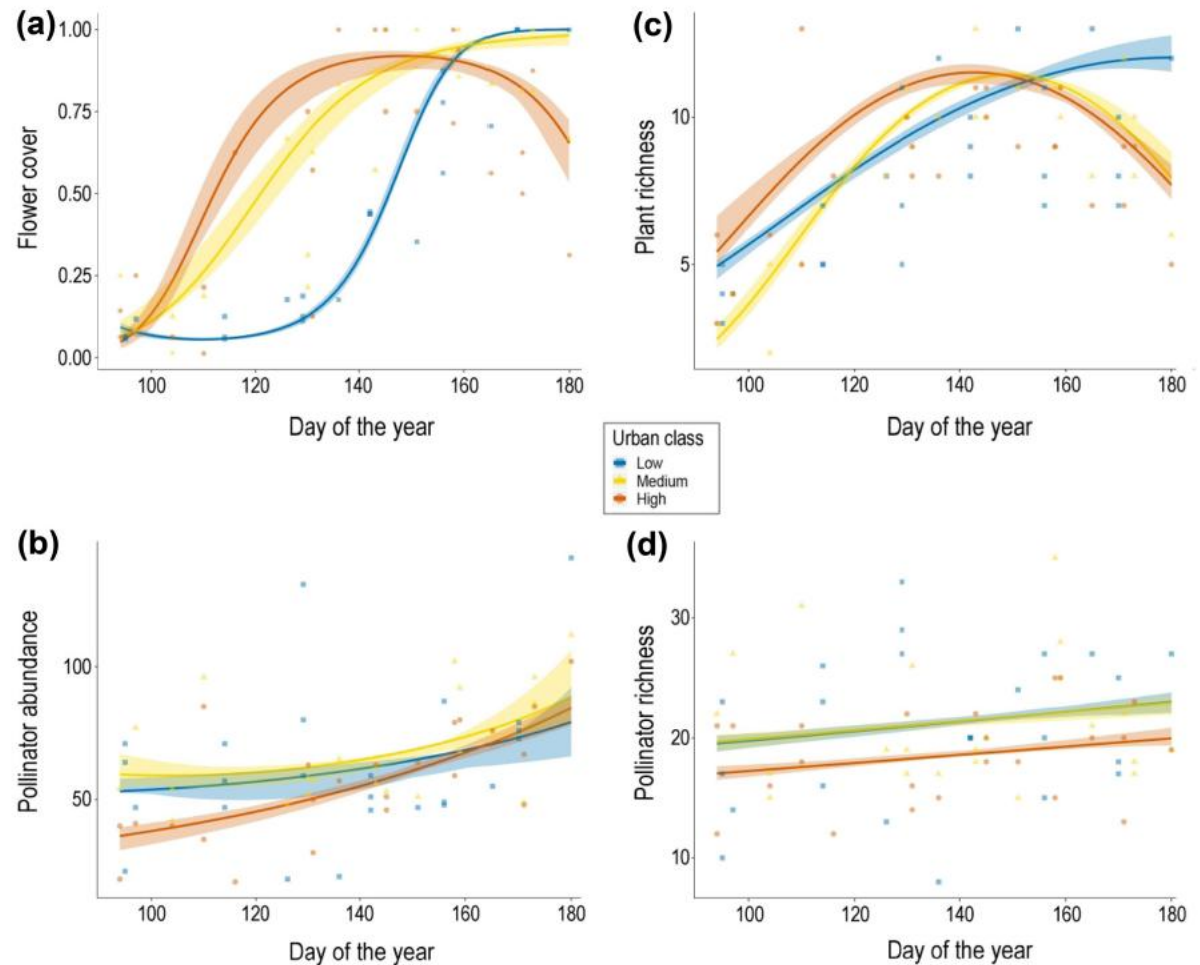 (a)
1.00
0.75
0.50
0.25
0.00
Flower cover
100 120 140 160 180
Day of the year
(c)
10
5
Plant richness
100 120 140 160 180
Day of the year
Urban class
Low
Medium
High
(b)
100
50
Pollinator abundance
100 120 140 160 180
Day of the year
(d)
30
20
10
Pollinator richness
100 120 140 160 180
Day of the year